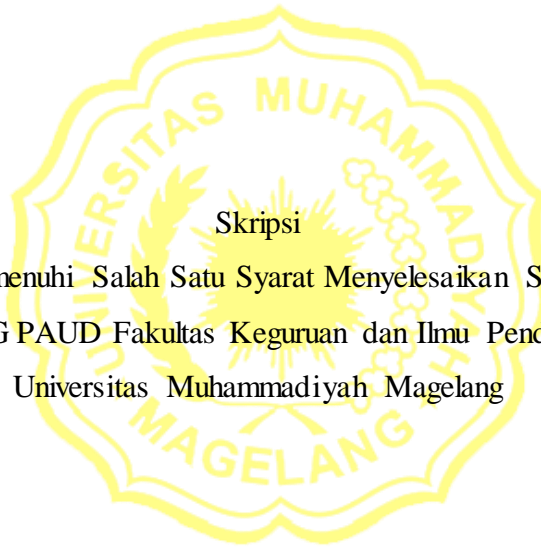 UNIVERSITAS MUHAMMADIYAH
Skripsi
menuhi Salah Satu Syarat Menyelesaikan S
G PAUD Fakultas Keguruan dan Ilmu Pend
Universitas Muhammadiyah Magelang
MAGELANG